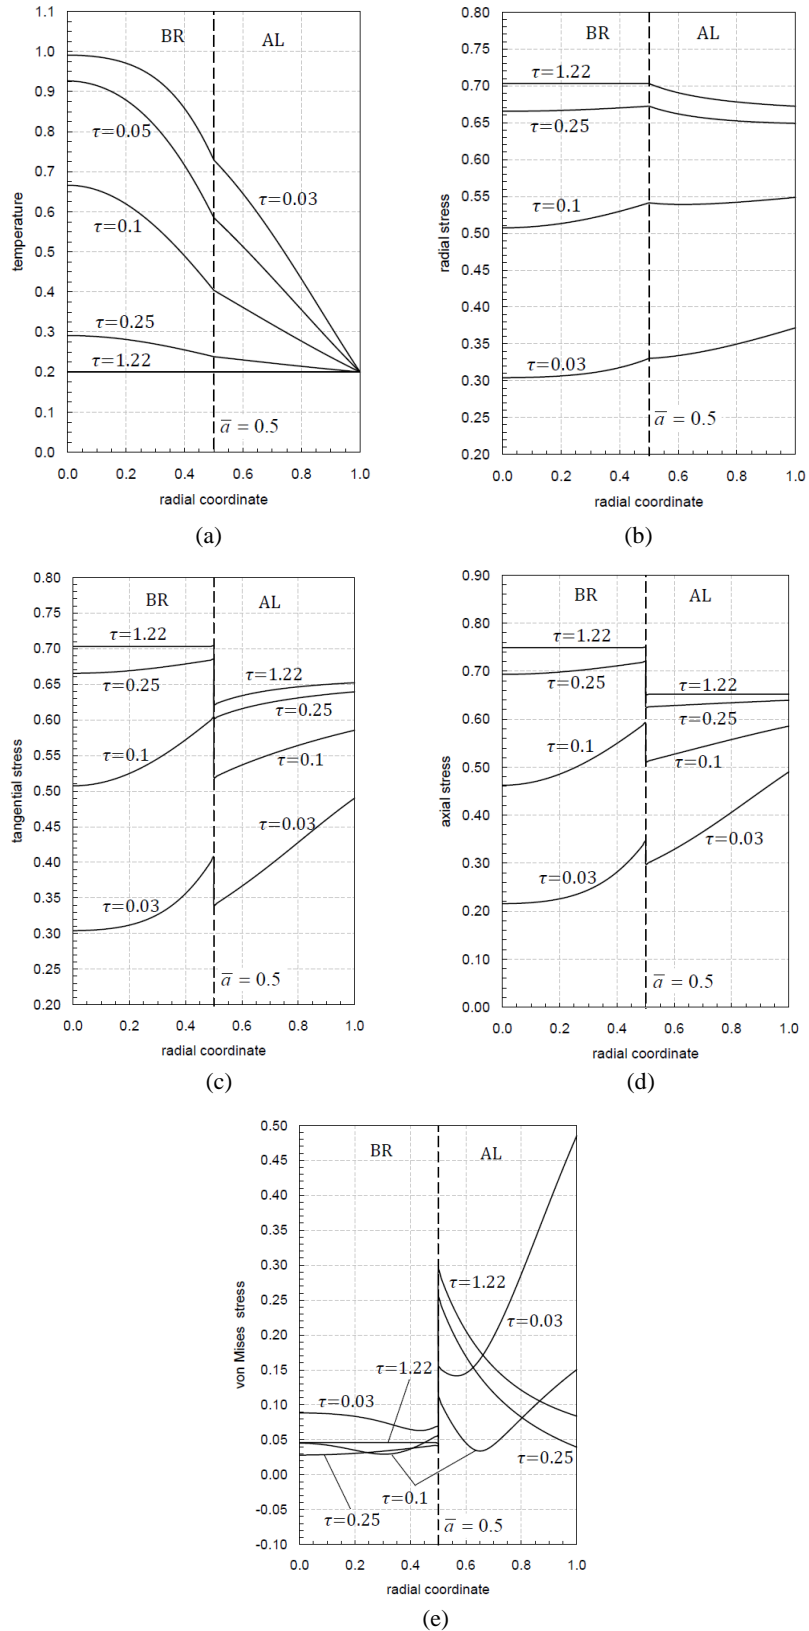 BR AL
1.1
1.0
0.9
0.8
0.7
0.6
0.5
0.4
0.3
0.2
0.1
0.0
temperature
τ=0.05
τ=0.03
τ=0.1
τ=0.25
τ=1.22
a̅ = 0.5
0.0 0.2 0.4 0.6 0.8 1.0
radial coordinate
(a)
BR AL
0.80
0.75
0.70
0.65
0.60
0.55
0.50
0.45
0.40
0.35
0.30
0.25
0.20
radial stress
τ=1.22
τ=0.25
τ=0.1
τ=0.03
a̅ = 0.5
0.0 0.2 0.4 0.6 0.8 1.0
radial coordinate
(b)
BR AL
0.80
0.75
0.70
0.65
0.60
0.55
0.50
0.45
0.40
0.35
0.30
0.25
0.20
tangential stress
τ=1.22
τ=1.22
τ=0.25
τ=0.25
τ=0.1
τ=0.1
τ=0.03
τ=0.03
a̅ = 0.5
0.0 0.2 0.4 0.6 0.8 1.0
radial coordinate
(c)
BR AL
0.90
0.80
0.70
0.60
0.50
0.40
0.30
0.20
0.10
0.00
axial stress
τ=1.22
τ=0.25
τ=1.22
τ=0.25
τ=0.1
τ=0.1
τ=0.03
τ=0.03
a̅ = 0.5
0.0 0.2 0.4 0.6 0.8 1.0
radial coordinate
(d)
BR AL
0.50
0.45
0.40
0.35
0.30
0.25
0.20
0.15
0.10
0.05
0.00
-0.05
-0.10
von Mises stress
τ=1.22
τ=0.03
τ=1.22
τ=0.03
τ=0.25
τ=0.1
τ=0.25
a̅ = 0.5
0.0 0.2 0.4 0.6 0.8 1.0
radial coordinate
(e)